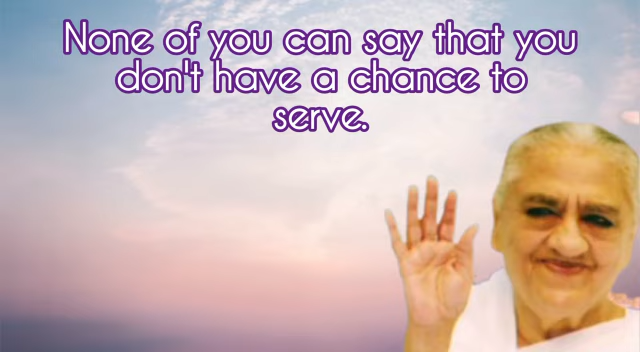 None of you can say that you
don't have a chance to
serve.